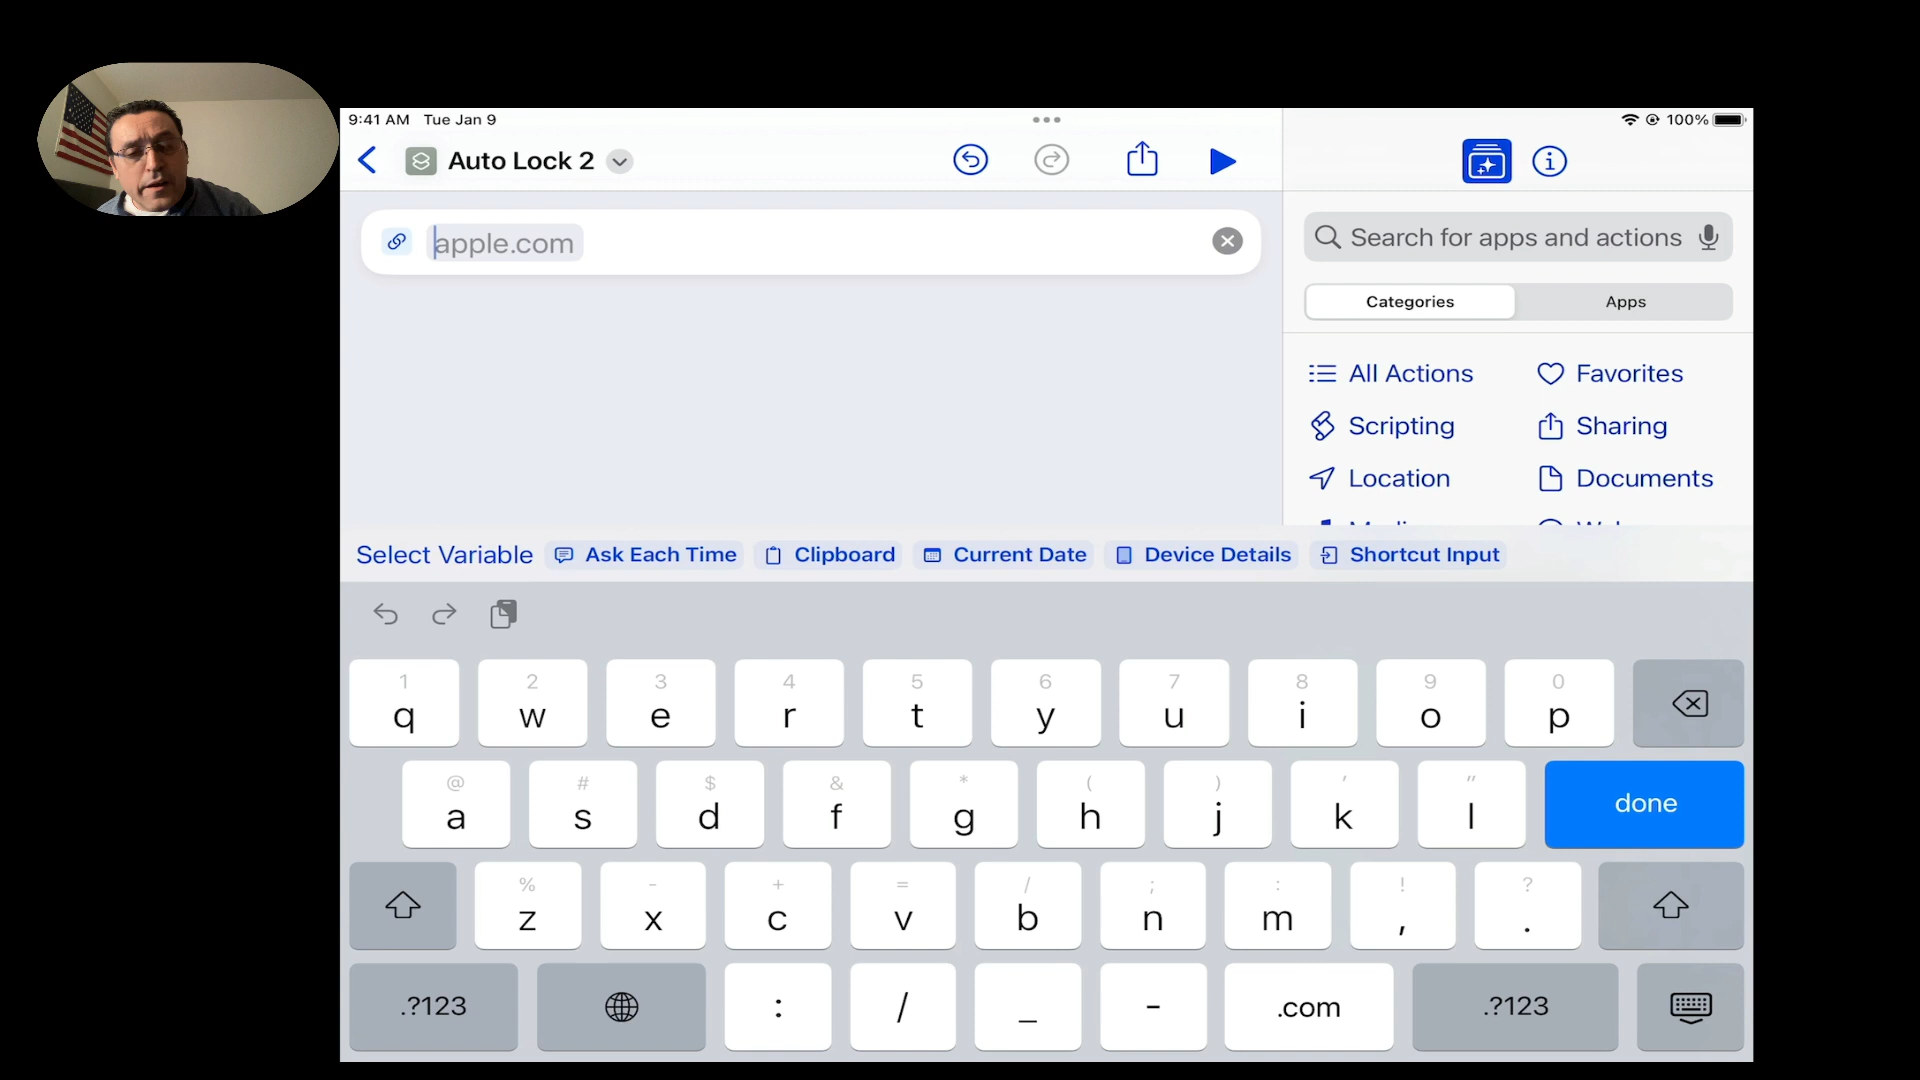 9:41 AM Tue Jan 9
100%
Auto Lock 2
apple.com
Search for apps and actions
Categories Apps
All Actions Favorites
Scripting Sharing
Location Documents
Select Variable Ask Each Time Clipboard Current Date Device Details Shortcut Input
1 2 3 4 5 6 7 8 9 0
q w e r t y u i o p
@ # $ & * ( ) ' "
a s d f g h j k l done
% - + = / ; : ! ?
z x c v b n m , .
.?123 : / _ - .com .?123